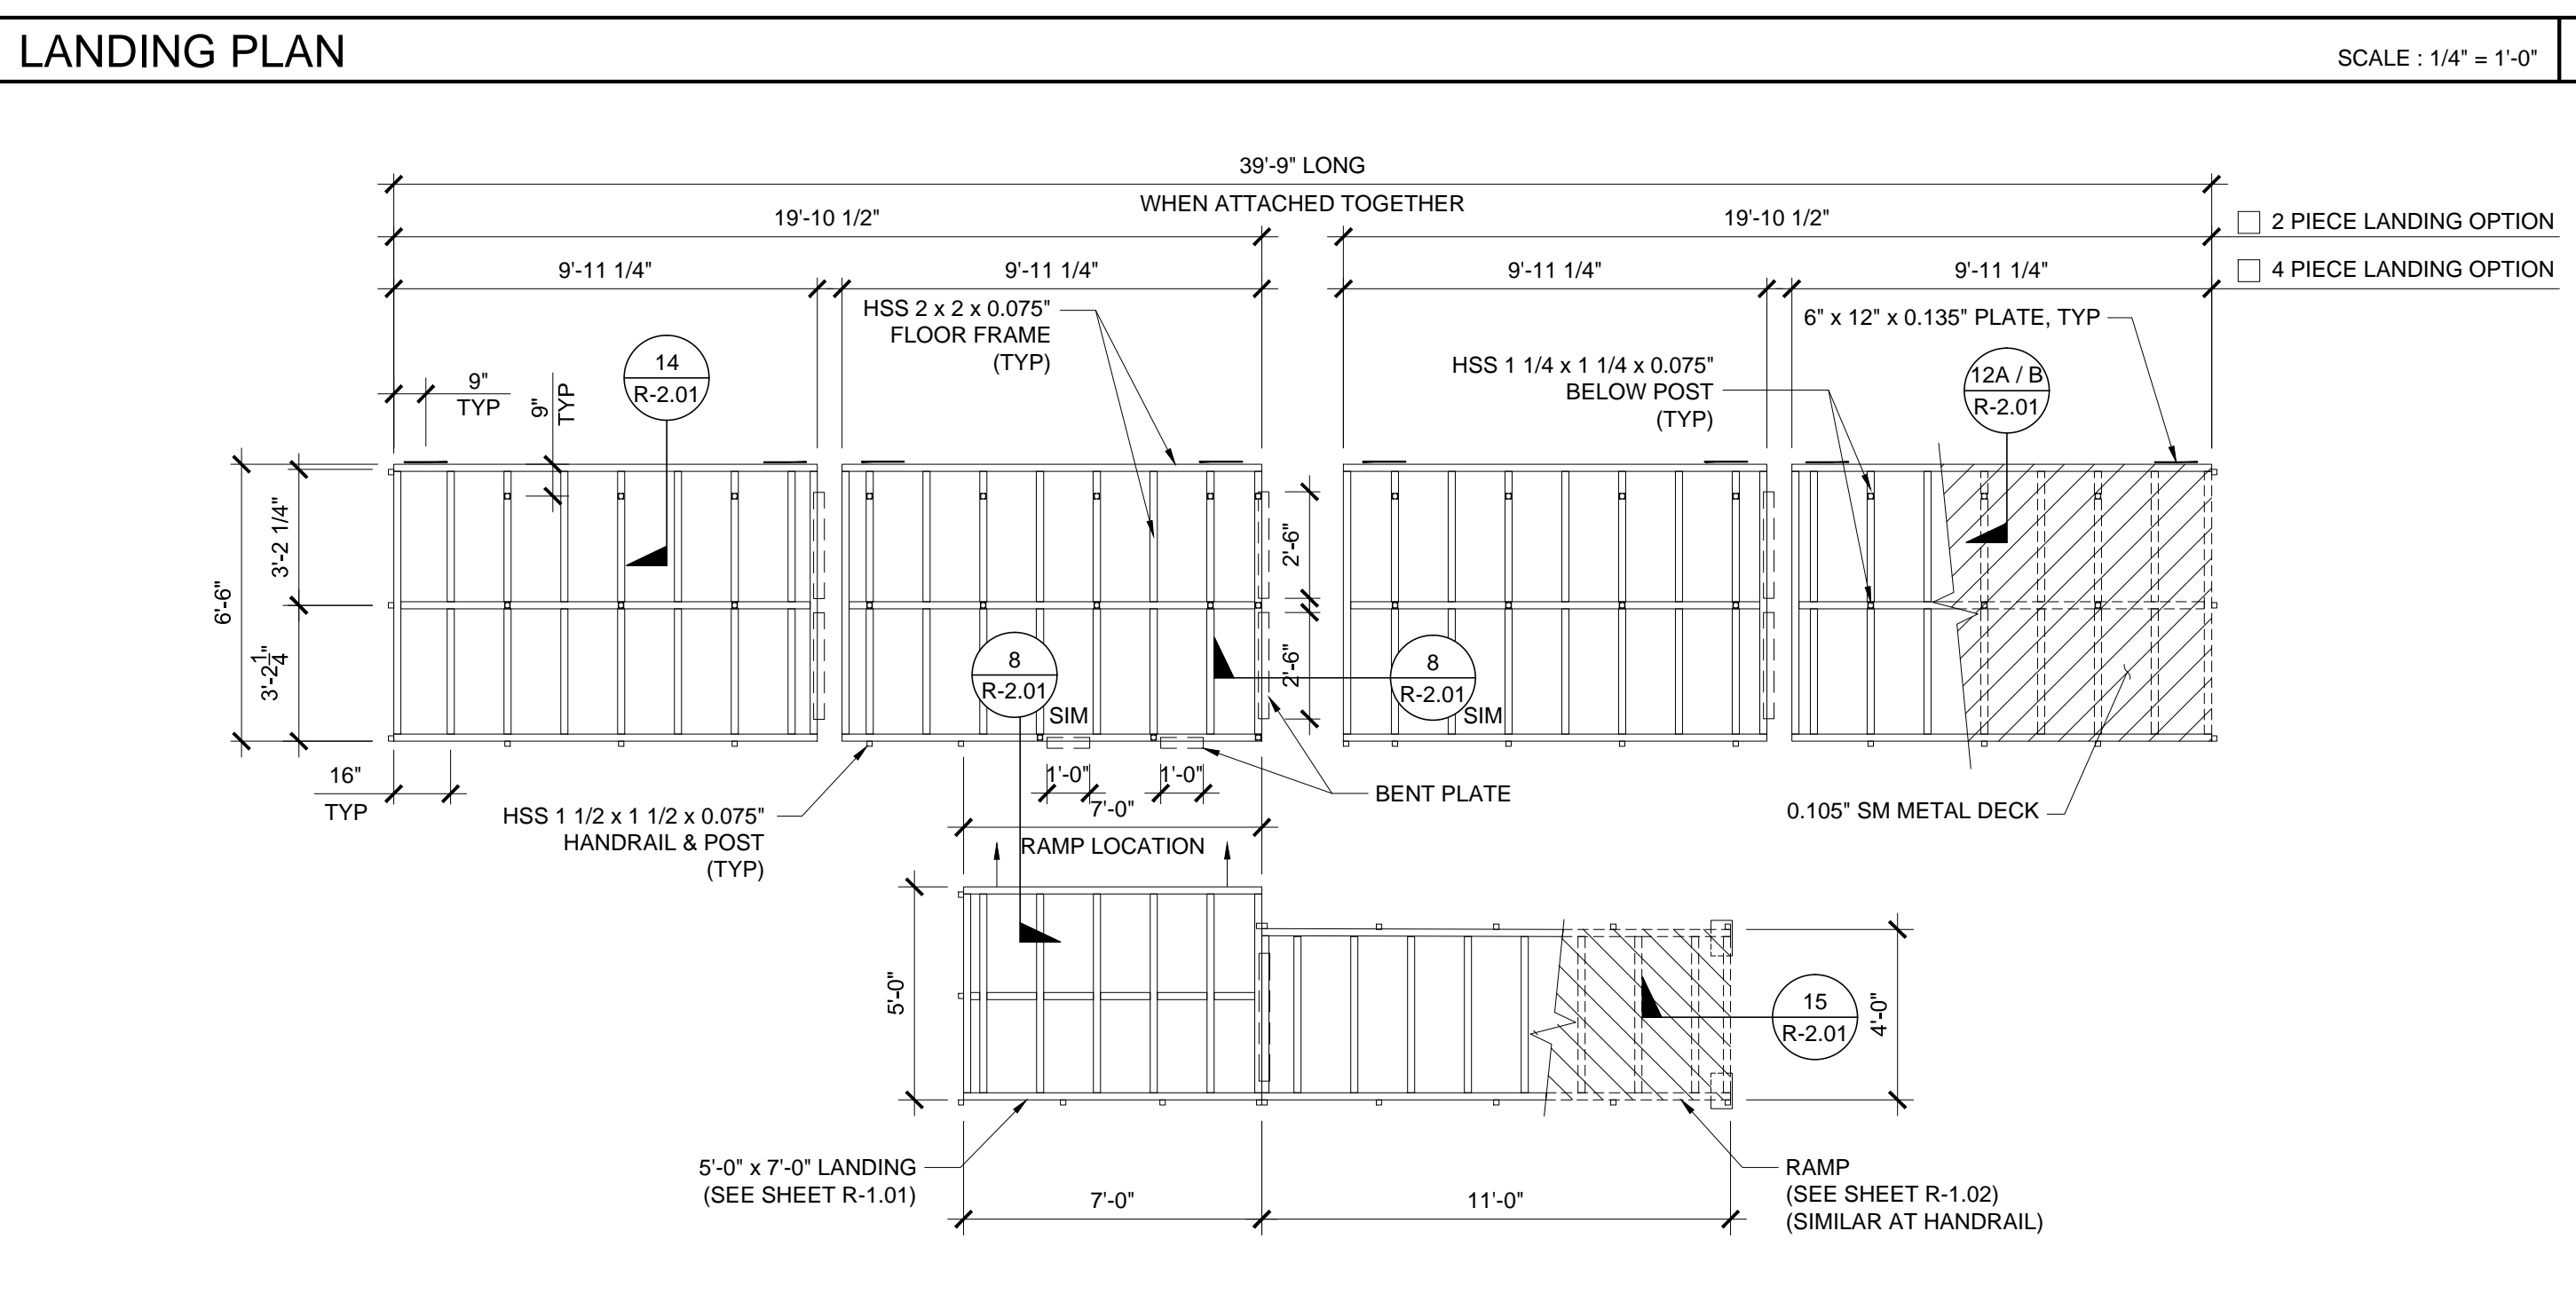 LANDING PLAN
SCALE : 1/4" = 1'-0"
39'-9" LONG
WHEN ATTACHED TOGETHER
19'-10 1/2"
19'-10 1/2"
2 PIECE LANDING OPTION
9'-11 1/4"
9'-11 1/4"
9'-11 1/4"
9'-11 1/4"
4 PIECE LANDING OPTION
HSS 2 x 2 x 0.075"
FLOOR FRAME
(TYP)
6" x 12" x 0.135" PLATE, TYP
HSS 1 1/4 x 1 1/4 x 0.075"
BELOW POST
(TYP)
14
R-2.01
12A / B
R-2.01
9"
TYP
9"
TYP
6'-6"
3'-2 1/4"
3'-2 1/4"
2'-6"
2'-6"
8
R-2.01
SIM
8
R-2.01
SIM
16"
TYP
1'-0"
1'-0"
BENT PLATE
7'-0"
RAMP LOCATION
HSS 1 1/2 x 1 1/2 x 0.075"
HANDRAIL & POST
(TYP)
0.105" SM METAL DECK
5'-0"
15
R-2.01
4'-0"
5'-0" x 7'-0" LANDING
(SEE SHEET R-1.01)
7'-0"
11'-0"
RAMP
(SEE SHEET R-1.02)
(SIMILAR AT HANDRAIL)